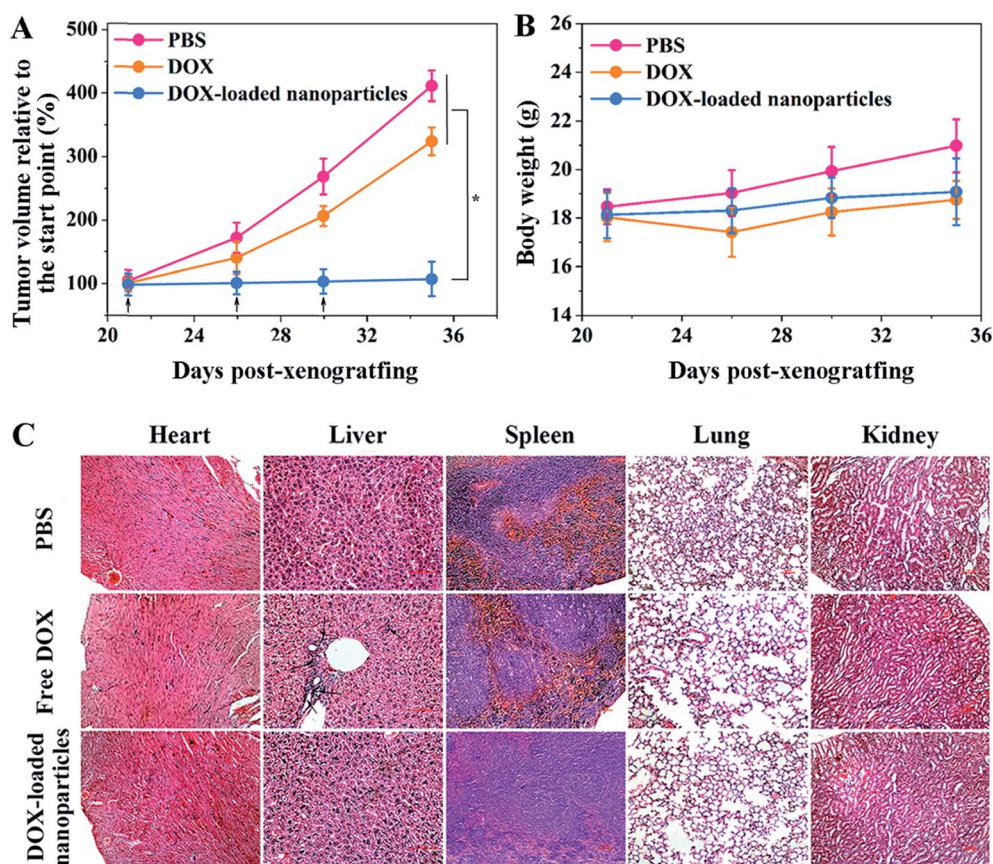 A
Tumor volume relative to
the start point (%)
500
400
300
200
100
PBS
DOX
DOX-loaded nanoparticles
*
20
24
28
32
36
Days post-xenogratfing
B
Body weight (g)
26
24
22
20
18
16
14
PBS
DOX
DOX-loaded nanoparticles
20
24
28
32
36
Days post-xenogratfing
C
Heart
Liver
Spleen
Lung
Kidney
PBS
Free DOX
DOX-loaded
nanoparticles